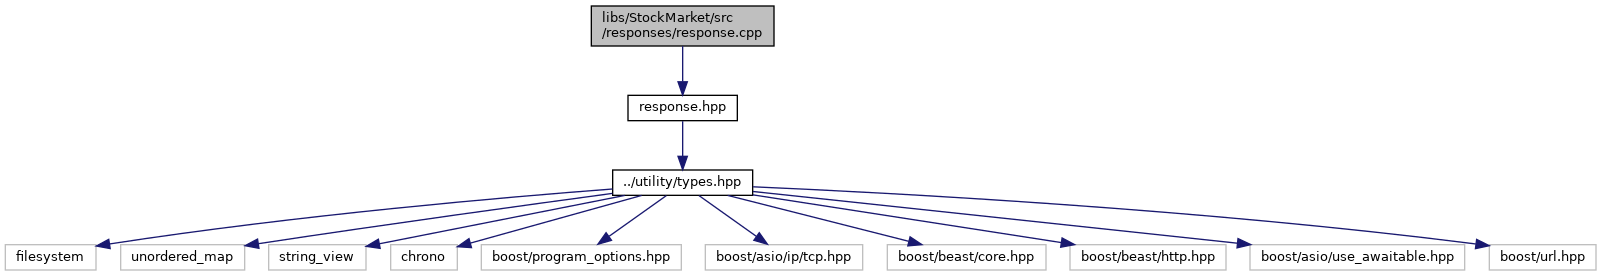 libs/StockMarket/src
/responses/response.cpp
response.hpp
../utility/types.hpp
filesystem
unordered_map
string_view
chrono
boost/program_options.hpp
boost/asio/ip/tcp.hpp
boost/beast/core.hpp
boost/beast/http.hpp
boost/asio/use_awaitable.hpp
boost/url.hpp